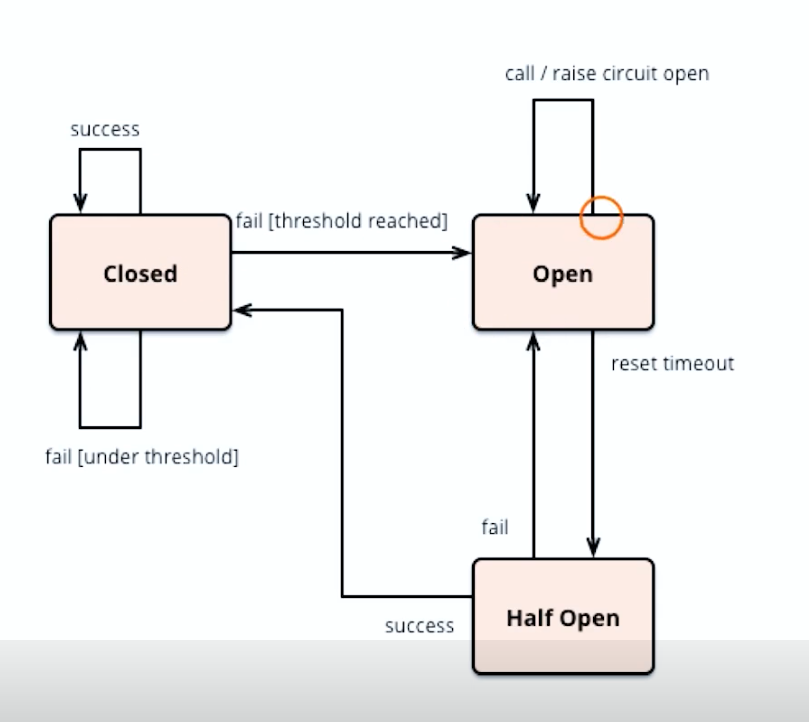 call / raise circuit open
success
fail [threshold reached]
Closed
Open
reset timeout
fail [under threshold]
fail
Half Open
success